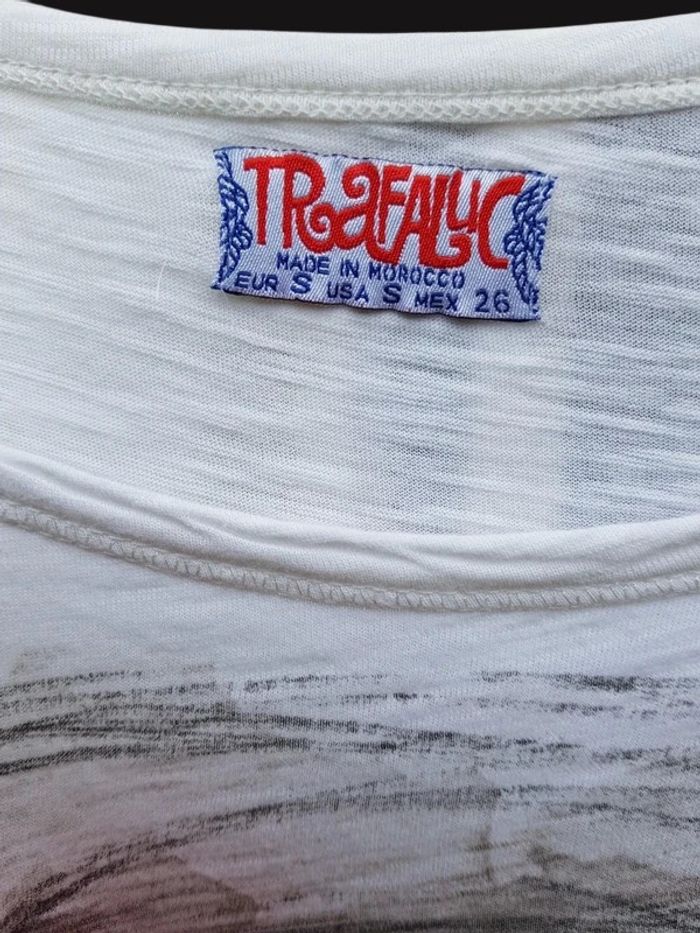 TRaFALuC
MADE IN MOROCCO
EUR S USA S MEX 26